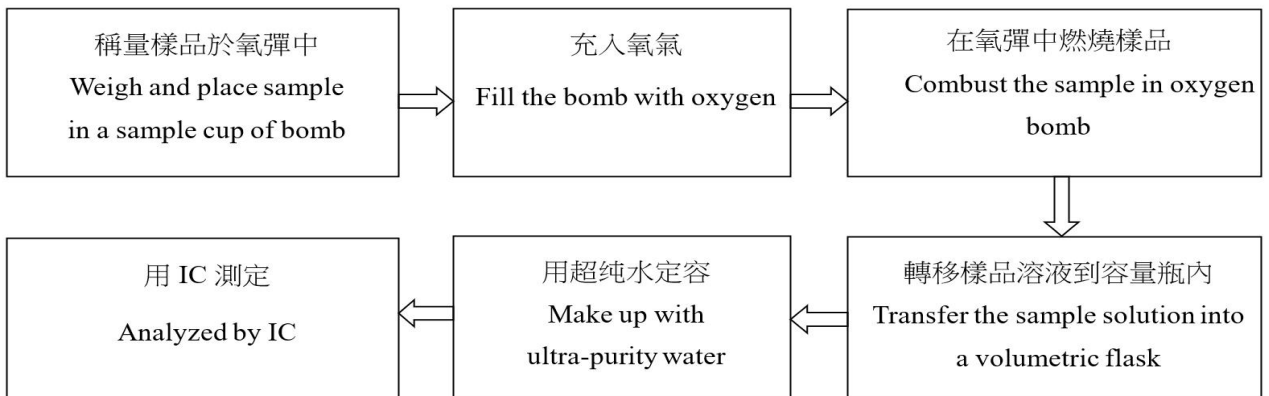 稱量樣品於氧彈中
Weigh and place sample
in a sample cup of bomb
充入氧氣
Fill the bomb with oxygen
在氧彈中燃燒樣品
Combust the sample in oxygen
bomb
轉移樣品溶液到容量瓶內
Transfer the sample solution into
a volumetric flask
用超纯水定容
Make up with
ultra-purity water
用 IC 測定
Analyzed by IC